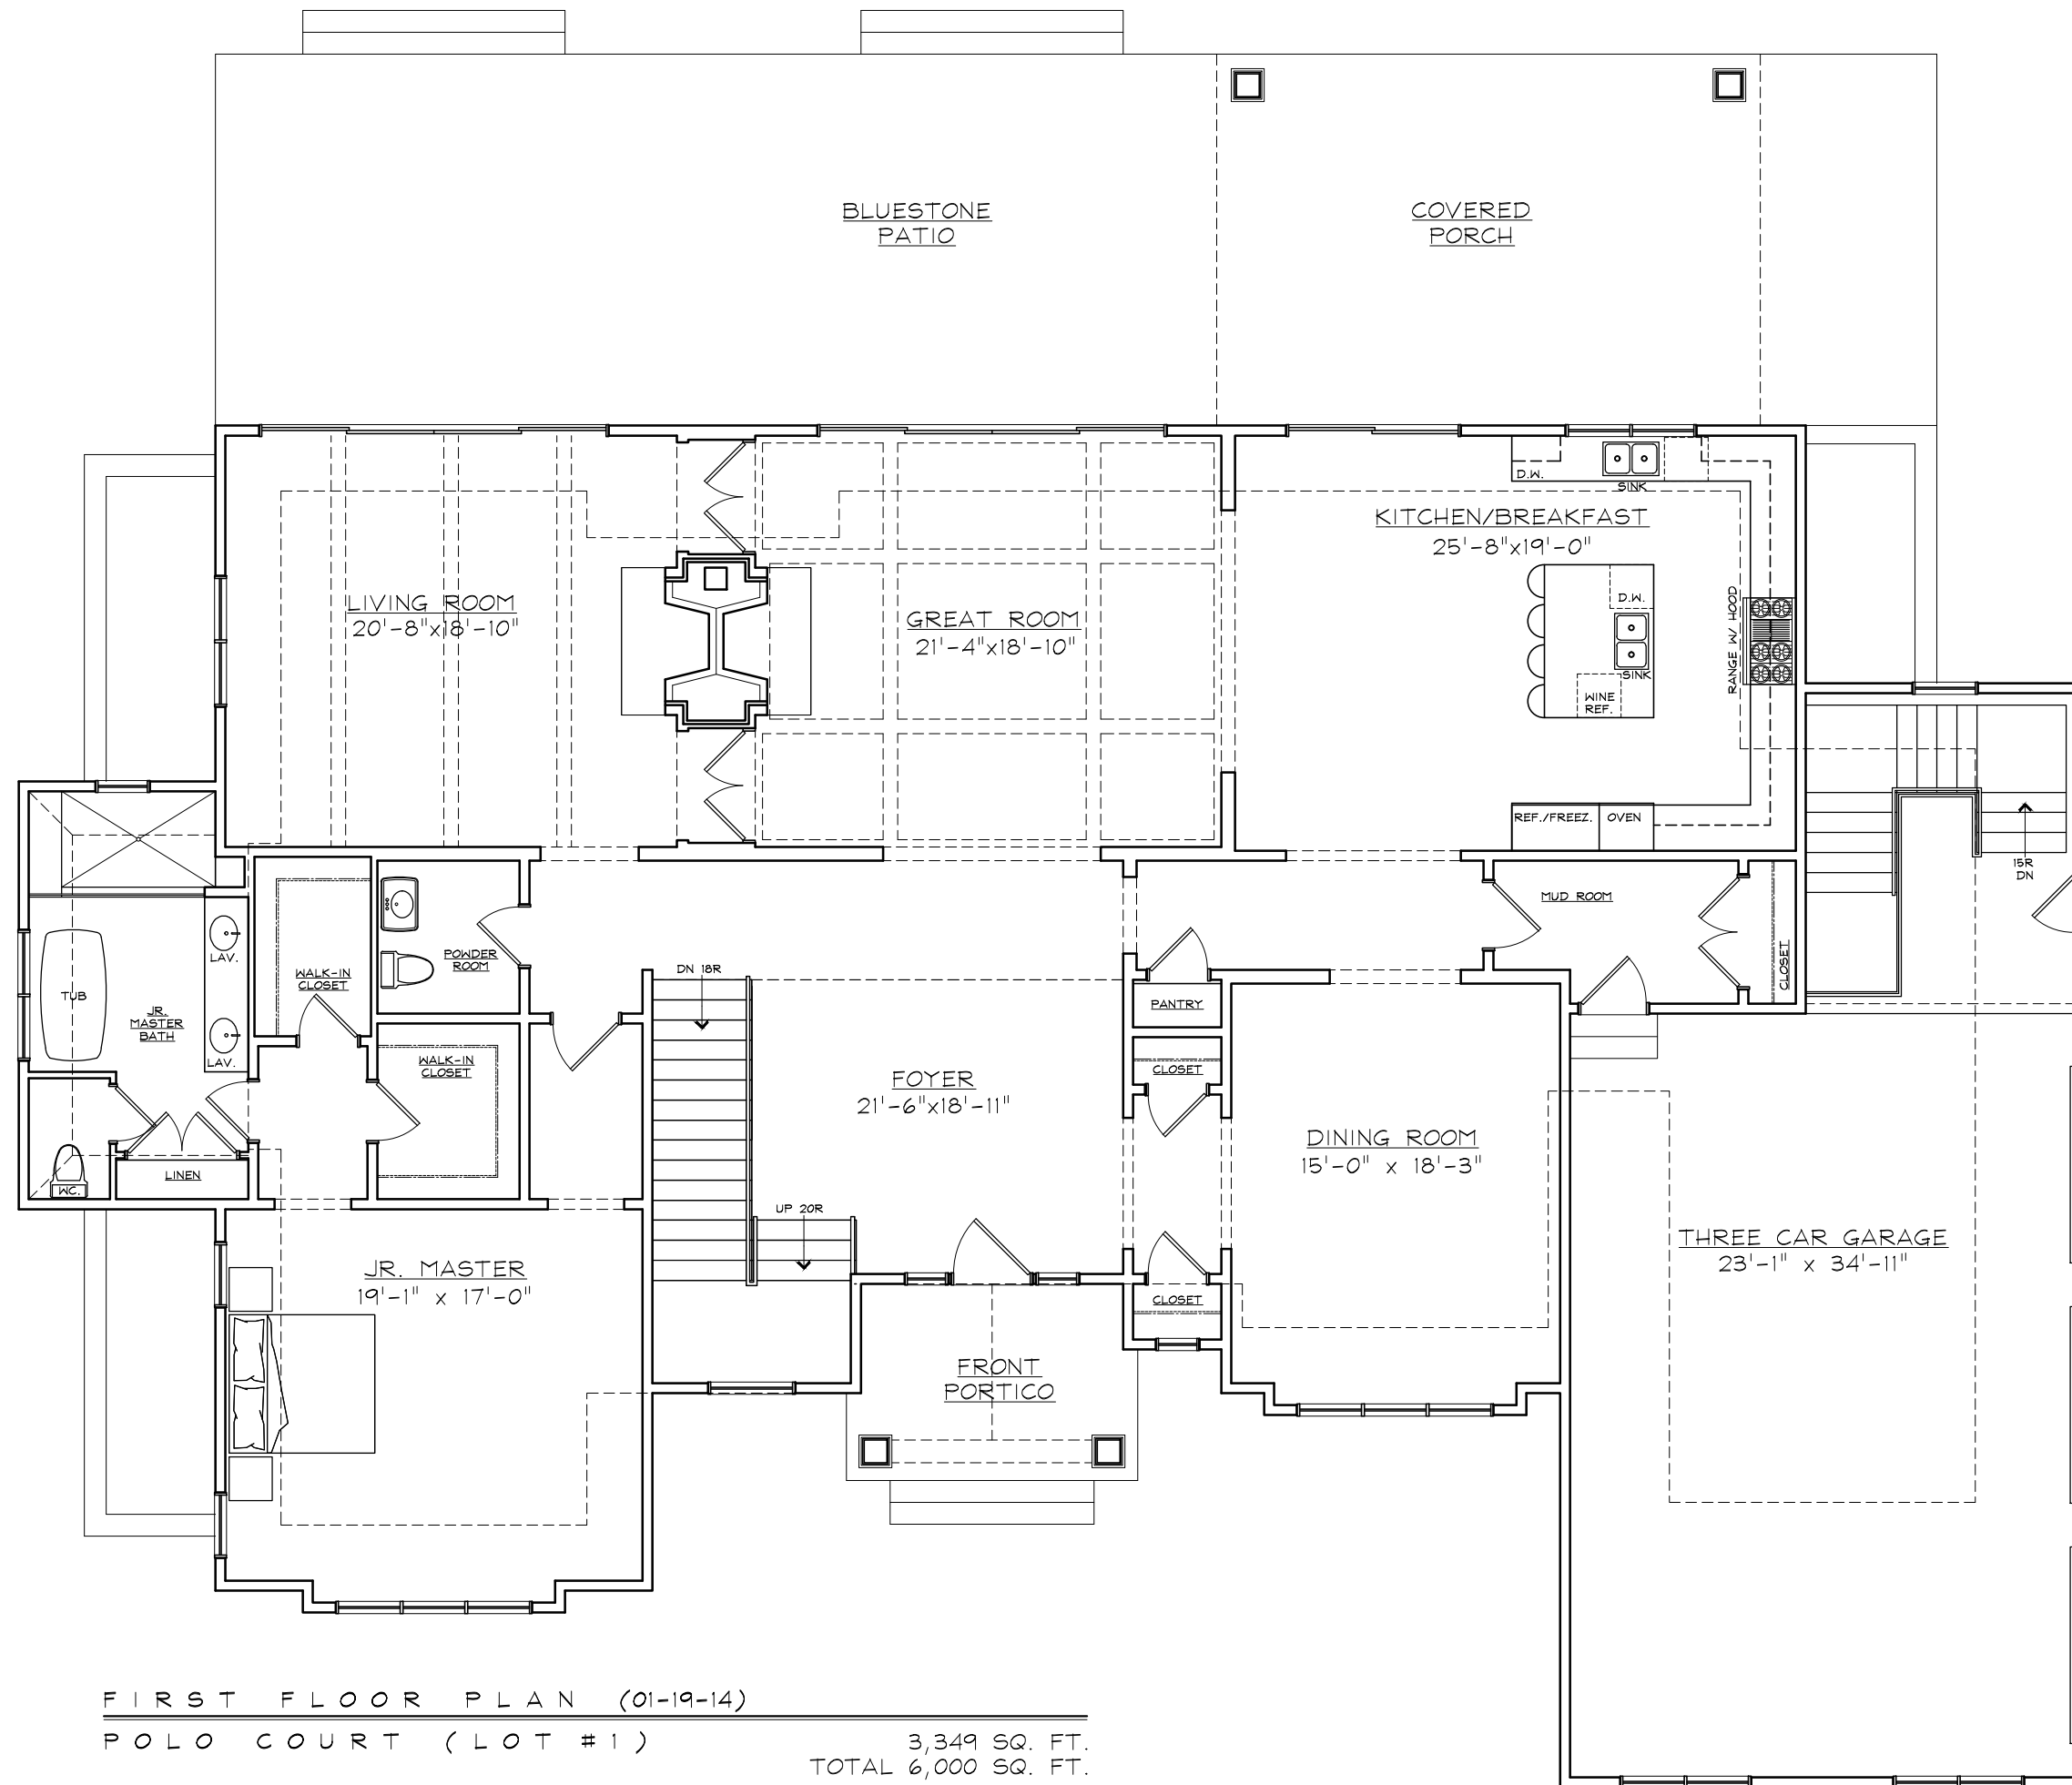 BLUESTONE
PATIO
COVERED
PORCH
D.W.
SINK
KITCHEN/BREAKFAST
25'-8"x19'-0"
LIVING ROOM
20'-8"x18'-10"
GREAT ROOM
21'-4"x18'-10"
D.W.
SINK
WINE
REF.
RANGE W/ HOOD
REF./FREEZ.
OVEN
15R
DN
MUD ROOM
CLOSET
LAV.
TUB
JR.
MASTER
BATH
LAV.
WALK-IN
CLOSET
POWDER
ROOM
DN 18R
PANTRY
WALK-IN
CLOSET
CLOSET
FOYER
21'-6"x18'-11"
DINING ROOM
15'-0" x 18'-3"
LINEN
WC.
UP 20R
THREE CAR GARAGE
23'-1" x 34'-11"
JR. MASTER
19'-1" x 17'-0"
CLOSET
FRONT
PORTICO
FIRST FLOOR PLAN (01-19-14)
POLO COURT (LOT #1)
3,349 SQ. FT.
TOTAL 6,000 SQ. FT.